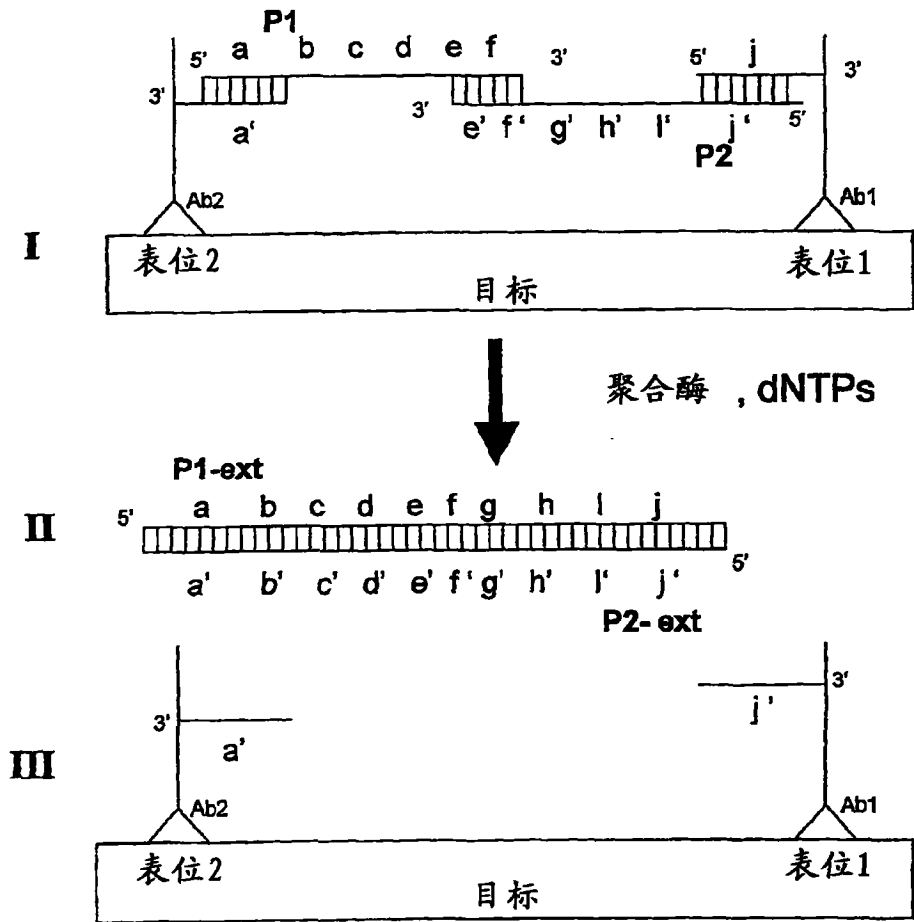 P1
5' a b c d e f 3' 5' j 3'
3' 3' 5'
a' e' f' g' h' l' j'
P2
Ab2 Ab1
I
表位2 表位1
目标
聚合酶 , dNTPs
P1-ext
II
5' a b c d e f g h l j
5'
a' b' c' d' e' f' g' h' l' j'
P2- ext
3' 3'
a' j'
III
Ab2 Ab1
表位2 表位1
目标